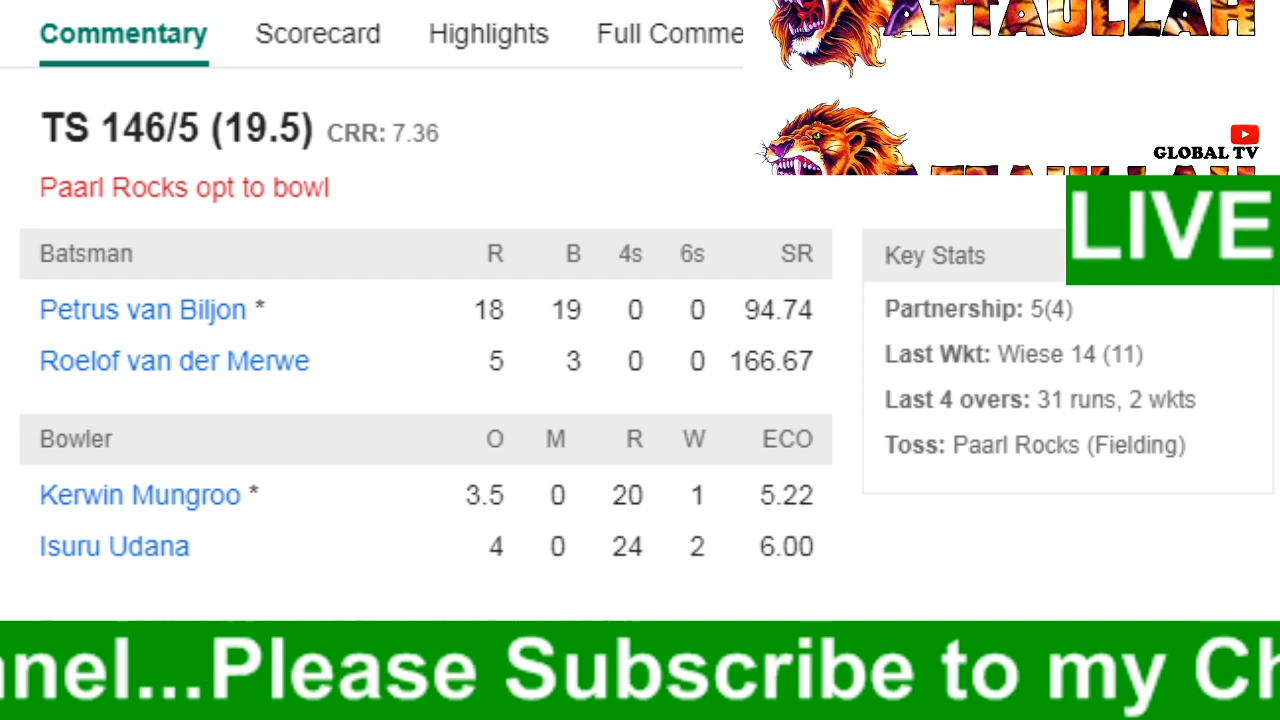 Commentary Scorecard Highlights Full Comme
ATTAULLAH
GLOBAL TV
ATTAULLAH
TS 146/5 (19.5) CRR: 7.36
Paarl Rocks opt to bowl
LIVE
Batsman R B 4s 6s SR
Petrus van Biljon * 18 19 0 0 94.74
Roelof van der Merwe 5 3 0 0 166.67
Bowler O M R W ECO
Kerwin Mungroo * 3.5 0 20 1 5.22
Isuru Udana 4 0 24 2 6.00
Key Stats
Partnership: 5(4)
Last Wkt: Wiese 14 (11)
Last 4 overs: 31 runs, 2 wkts
Toss: Paarl Rocks (Fielding)
nnel...Please Subscribe to my Ch